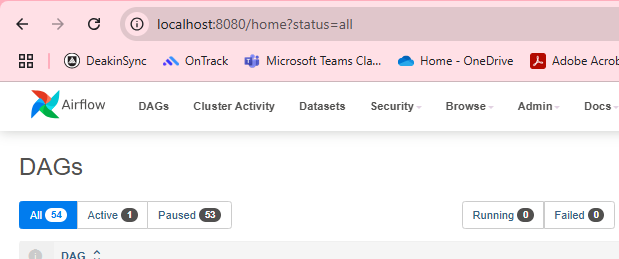 localhost:8080/home?status=all
DeakinSync OnTrack Microsoft Teams Cla... Home - OneDrive Adobe Acrob
Airflow DAGs Cluster Activity Datasets Security Browse Admin Docs
DAGs
All 54 Active 1 Paused 53 Running 0 Failed 0
DAG